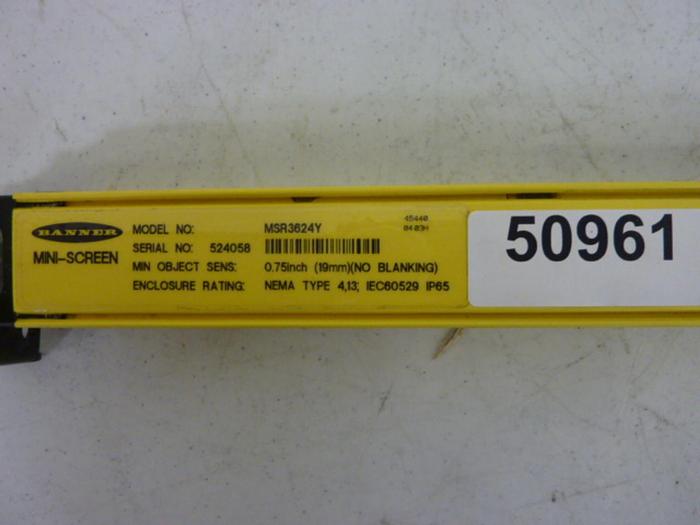 BANNER
MINI-SCREEN
MODEL NO: MSR3624Y
SERIAL NO: 524058
MIN OBJECT SENS: 0.75inch (19mm)(NO BLANKING)
ENCLOSURE RATING: NEMA TYPE 4,13; IEC60529 IP65
45440
0403H
50961